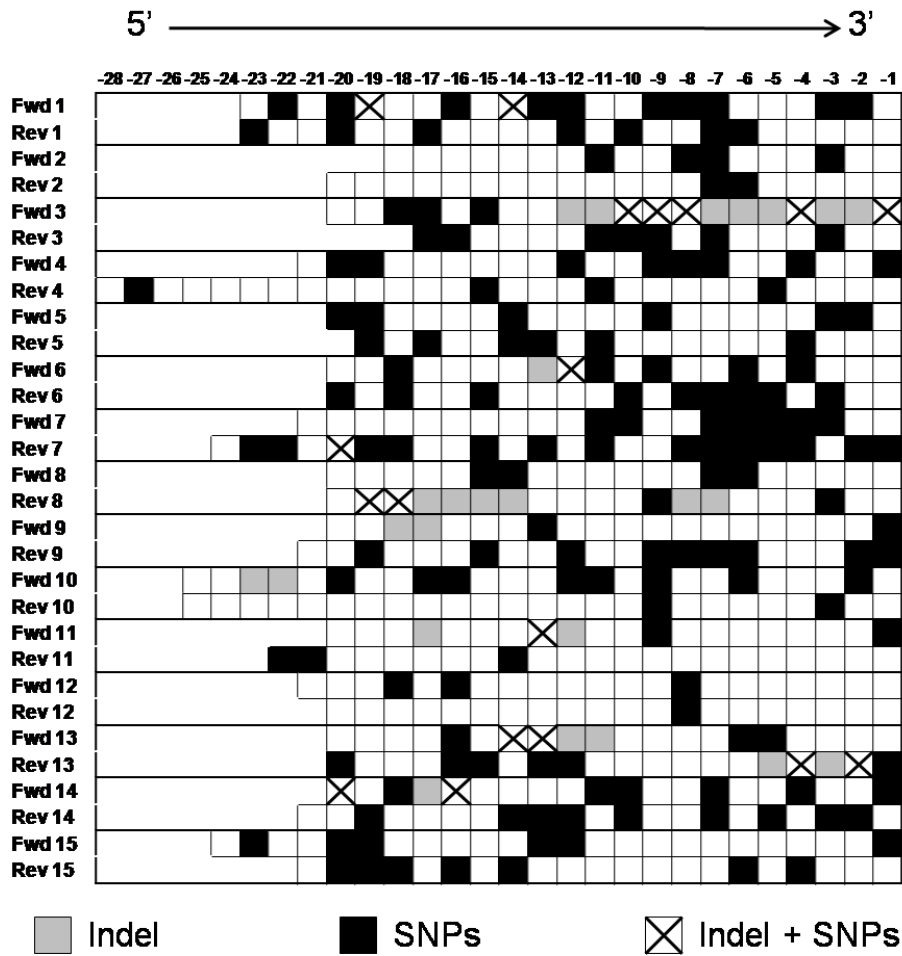 5’ 3’
-28 -27 -26 -25 -24 -23 -22 -21 -20 -19 -18 -17 -16 -15 -14 -13 -12 -11 -10 -9 -8 -7 -6 -5 -4 -3 -2 -1
Fwd 1
Rev 1
Fwd 2
Rev 2
Fwd 3
Rev 3
Fwd 4
Rev 4
Fwd 5
Rev 5
Fwd 6
Rev 6
Fwd 7
Rev 7
Fwd 8
Rev 8
Fwd 9
Rev 9
Fwd 10
Rev 10
Fwd 11
Rev 11
Fwd 12
Rev 12
Fwd 13
Rev 13
Fwd 14
Rev 14
Fwd 15
Rev 15
Indel SNPs Indel + SNPs